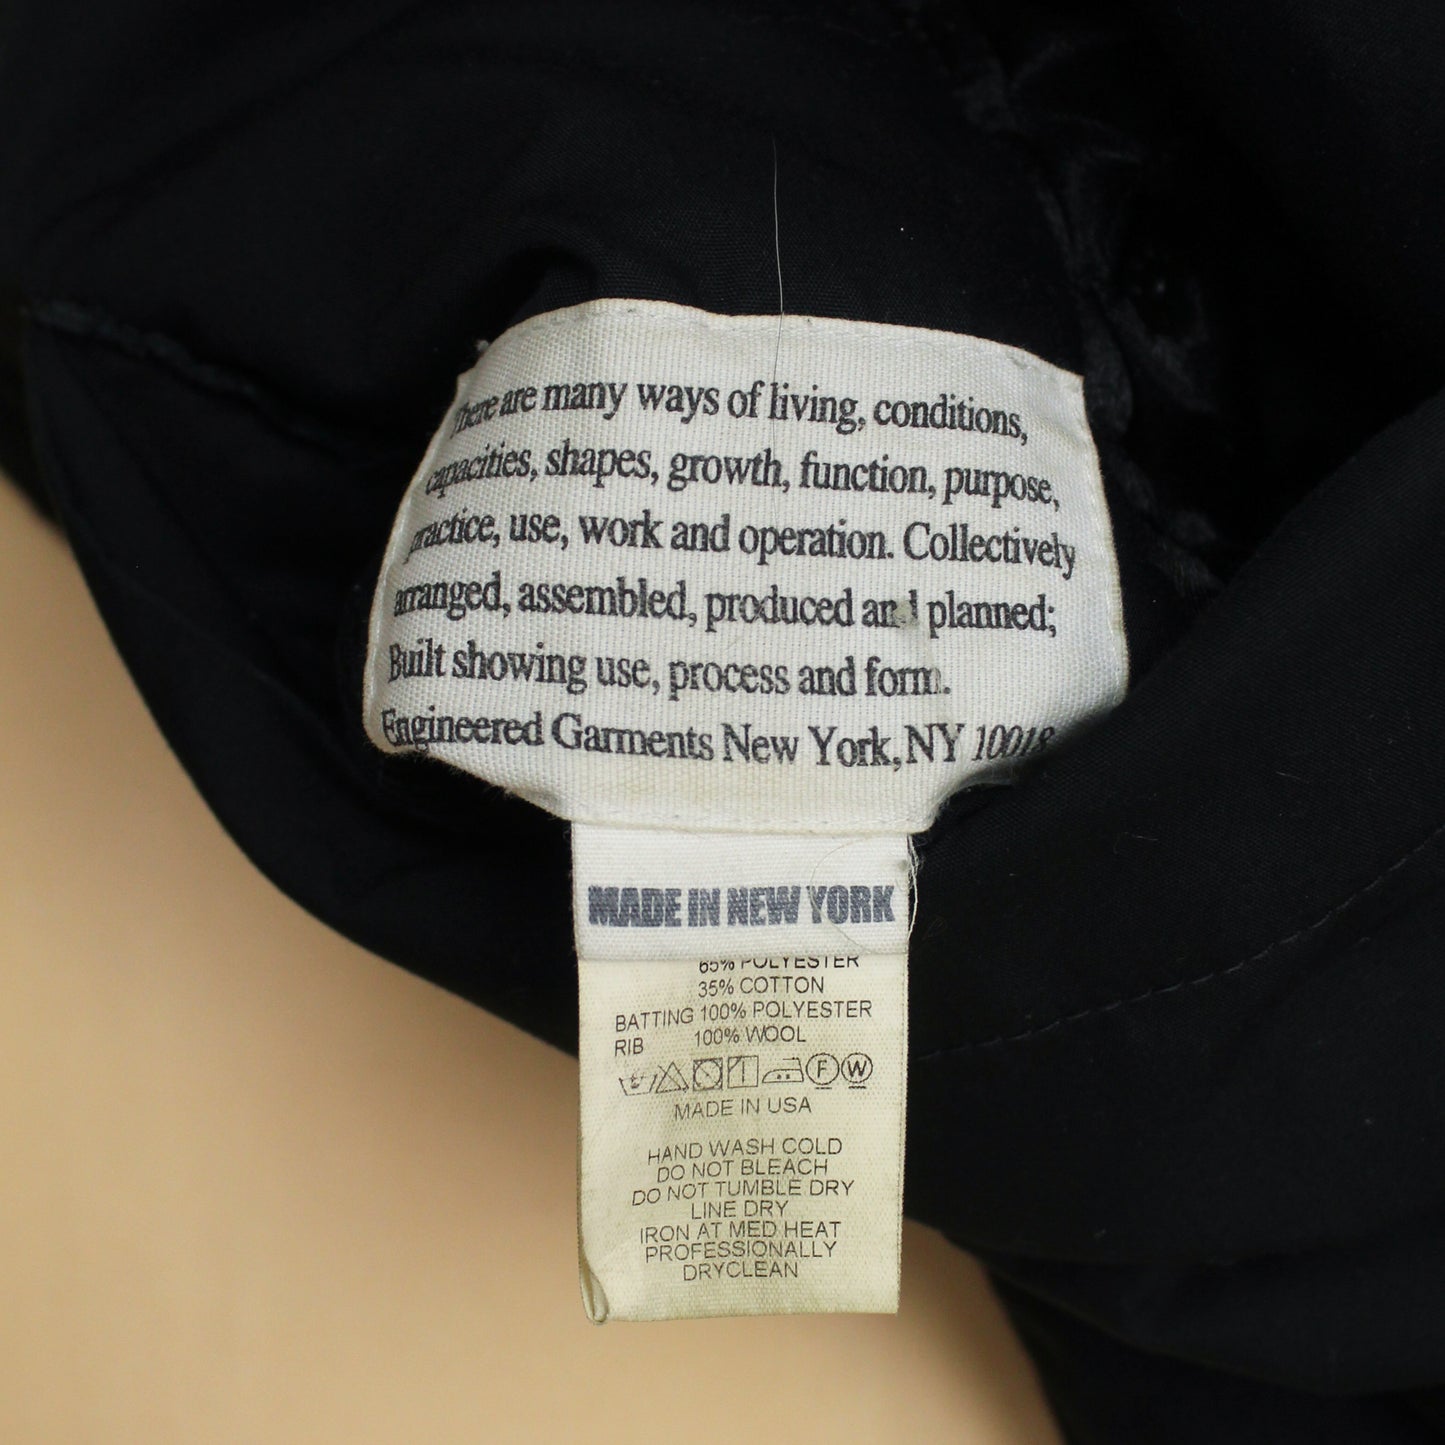 There are many ways of living, conditions,
capacities, shapes, growth, function, purpose,
practice, use, work and operation. Collectively
arranged, assembled, produced and planned;
Built showing use, process and form.
Engineered Garments New York, NY 10018
MADE IN NEW YORK
65% POLYESTER
35% COTTON
BATTING 100% POLYESTER
RIB 100% WOOL
F W
MADE IN USA
HAND WASH COLD
DO NOT BLEACH
DO NOT TUMBLE DRY
LINE DRY
IRON AT MED HEAT
PROFESSIONALLY
DRYCLEAN